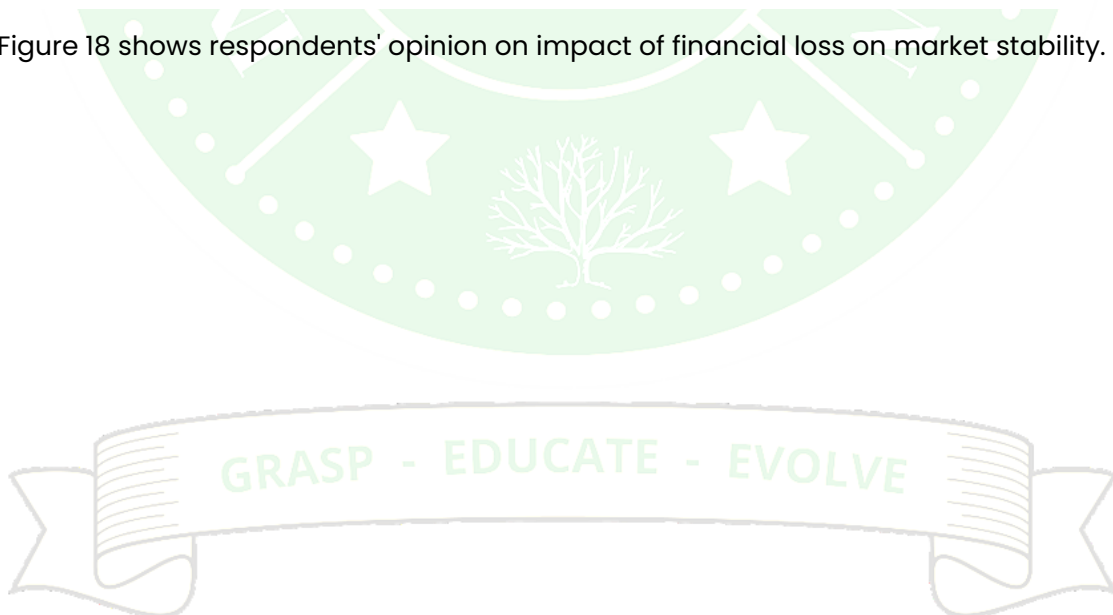 Figure 18 shows respondents' opinion on impact of financial loss on market stability.
GRASP - EDUCATE - EVOLVE